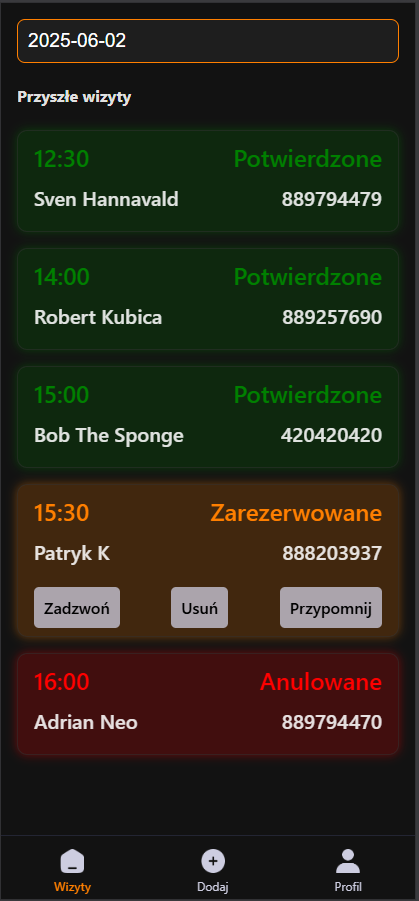 2025-06-02
Przyszłe wizyty
12:30 Potwierdzone
Sven Hannavald 889794479
14:00 Potwierdzone
Robert Kubica 889257690
15:00 Potwierdzone
Bob The Sponge 420420420
15:30 Zarezerwowane
Patryk K 888203937
Zadzwoń Usuń Przypomnij
16:00 Anulowane
Adrian Neo 889794470
Wizyty Dodaj Profil